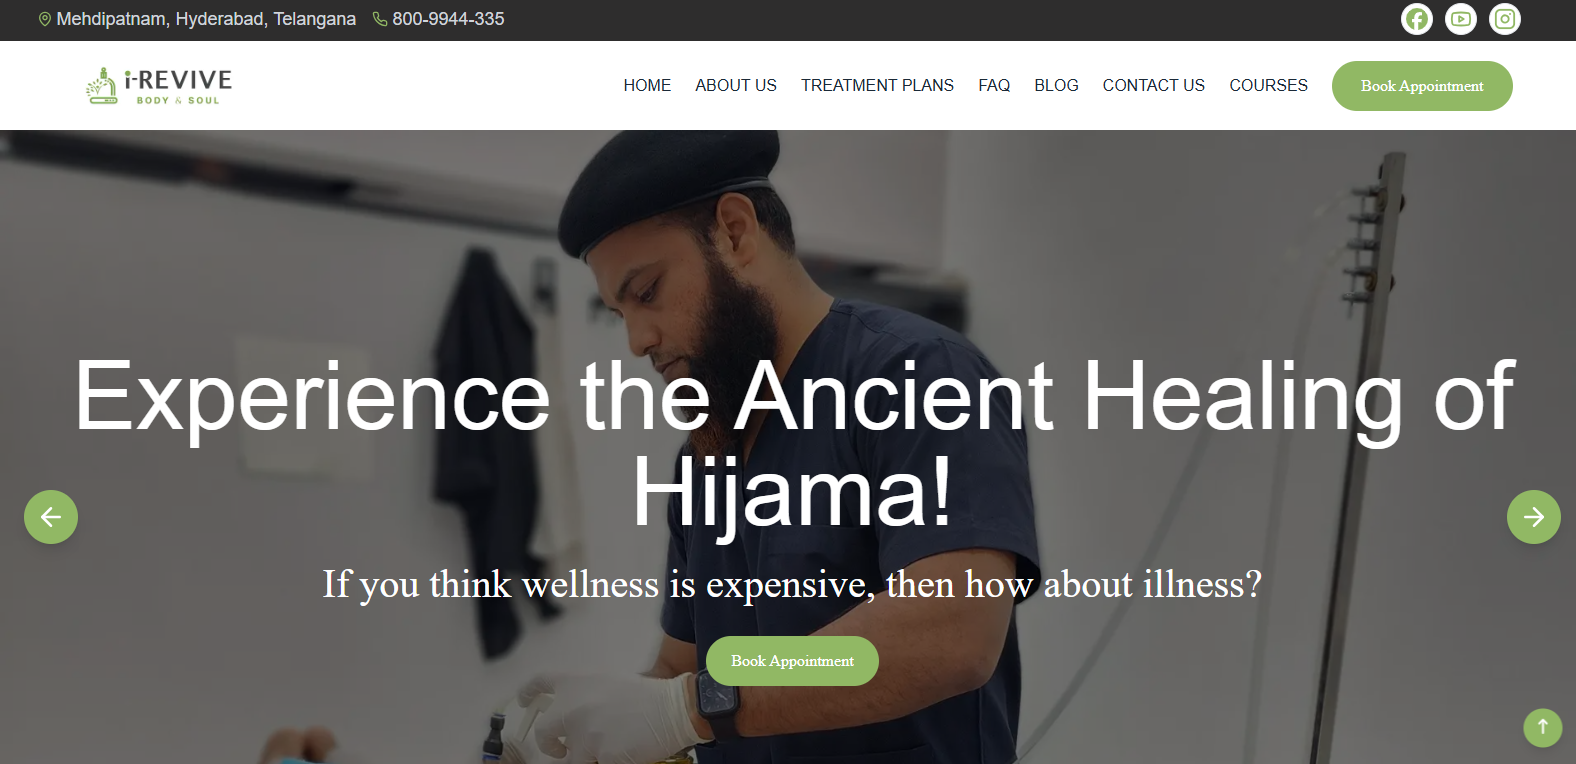 Mehdipatnam, Hyderabad, Telangana 800-9944-335
i-REVIVE
BODY & SOUL
HOME ABOUT US TREATMENT PLANS FAQ BLOG CONTACT US COURSES Book Appointment
Experience the Ancient Healing of
Hijama!
If you think wellness is expensive, then how about illness?
Book Appointment